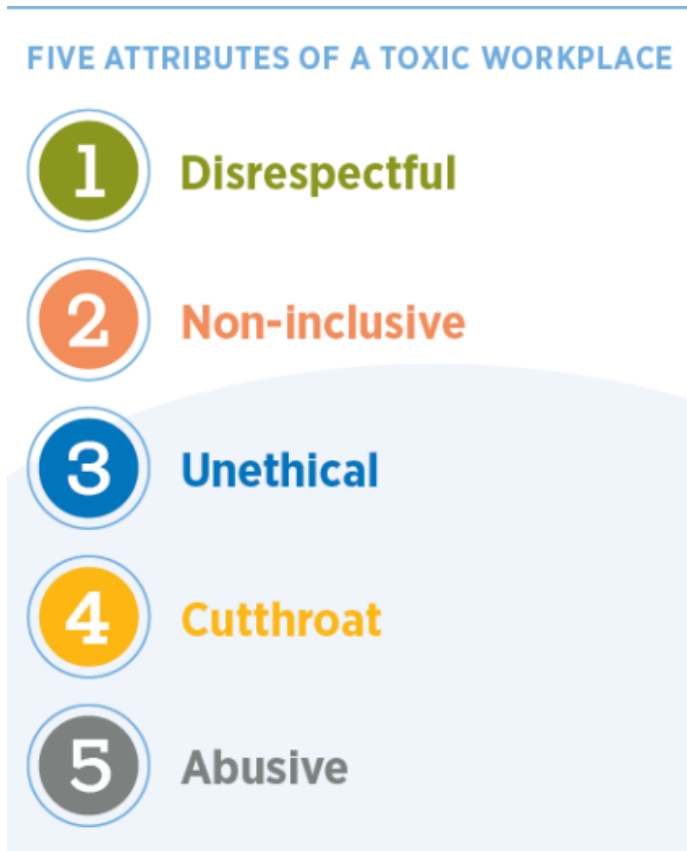 FIVE ATTRIBUTES OF A TOXIC WORKPLACE
1 Disrespectful
2 Non-inclusive
3 Unethical
4 Cutthroat
5 Abusive